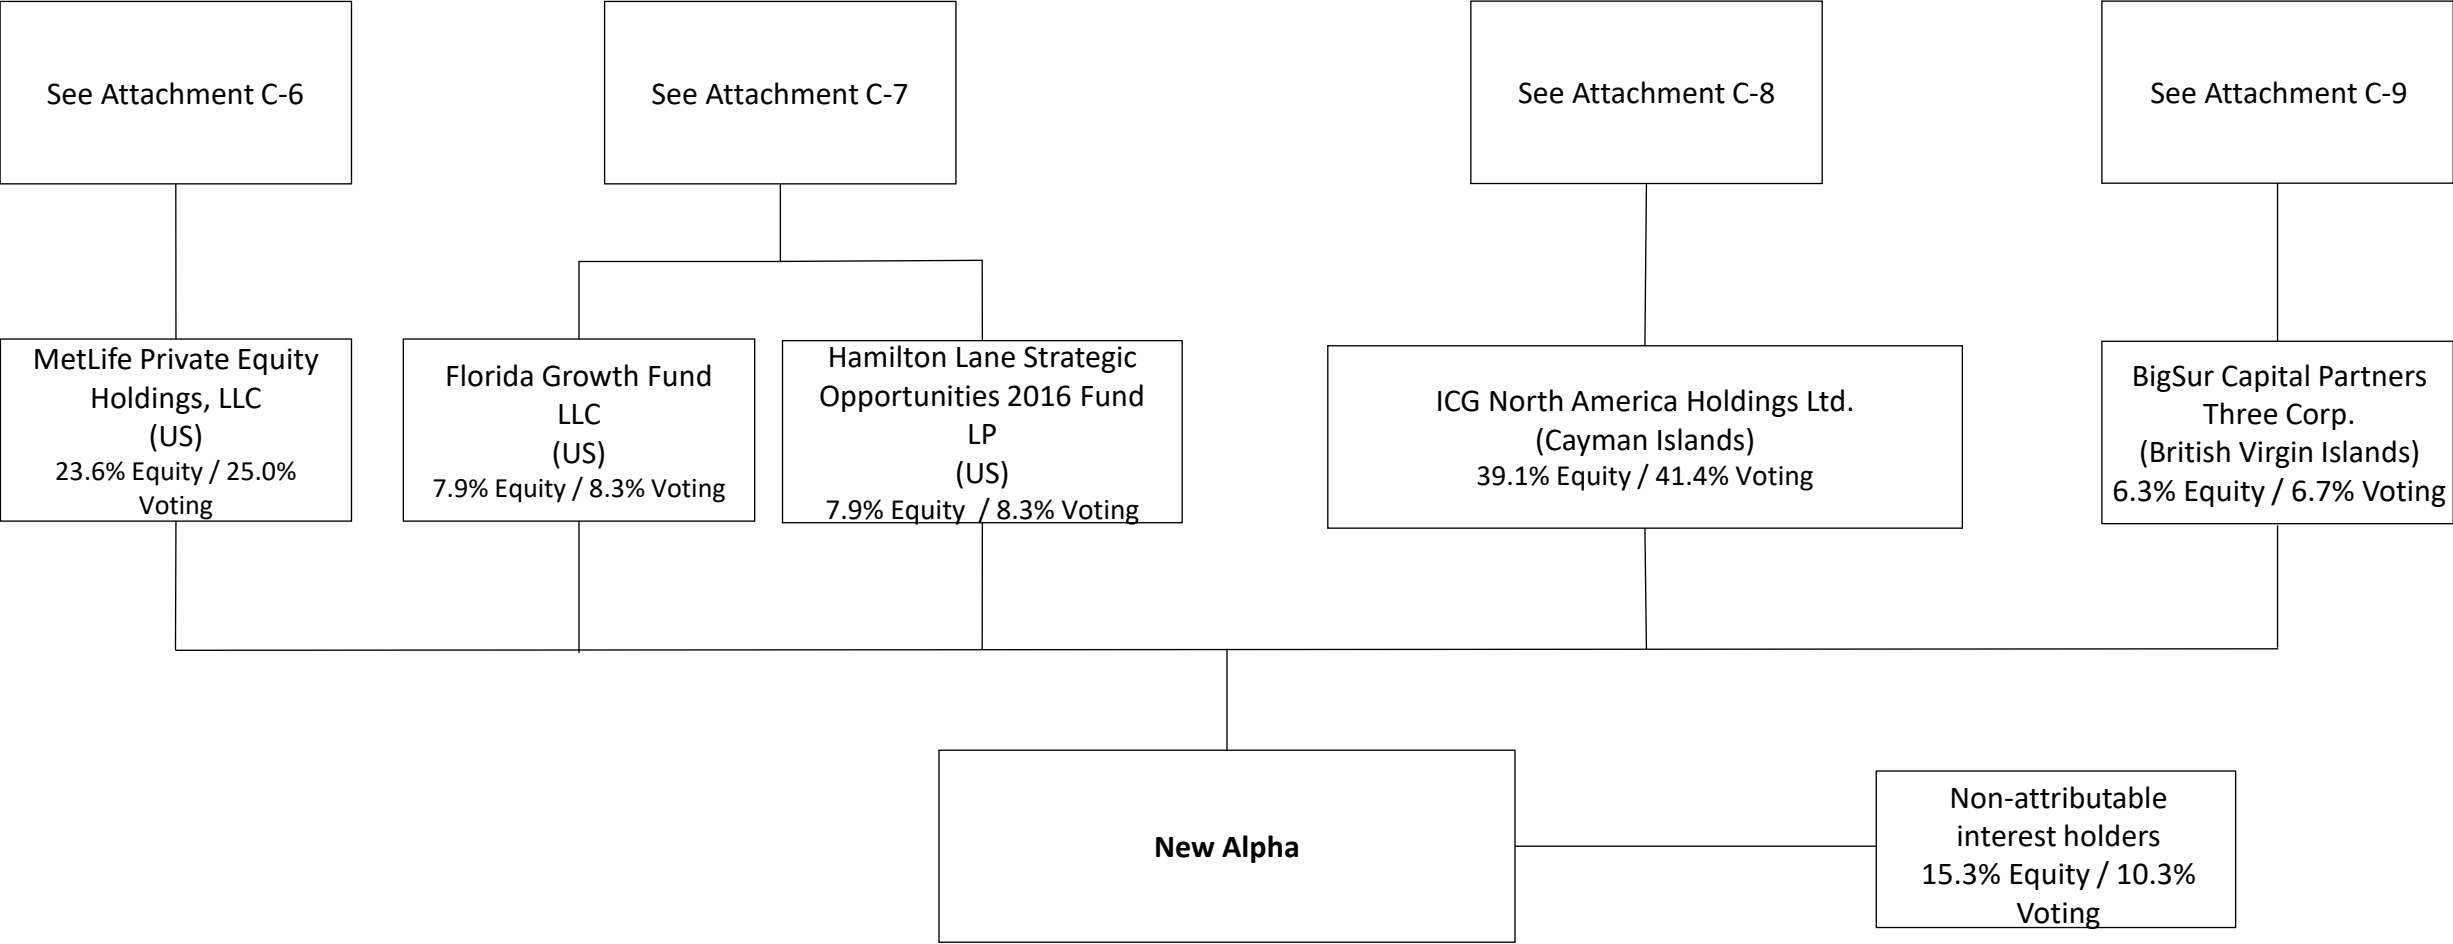 See Attachment C-6
See Attachment C-7
See Attachment C-8
See Attachment C-9
MetLife Private Equity
Holdings, LLC
(US)
23.6% Equity / 25.0%
Voting
Florida Growth Fund
LLC
(US)
7.9% Equity / 8.3% Voting
Hamilton Lane Strategic
Opportunities 2016 Fund
LP
(US)
7.9% Equity / 8.3% Voting
ICG North America Holdings Ltd.
(Cayman Islands)
39.1% Equity / 41.4% Voting
BigSur Capital Partners
Three Corp.
(British Virgin Islands)
6.3% Equity / 6.7% Voting
New Alpha
Non-attributable
interest holders
15.3% Equity / 10.3%
Voting